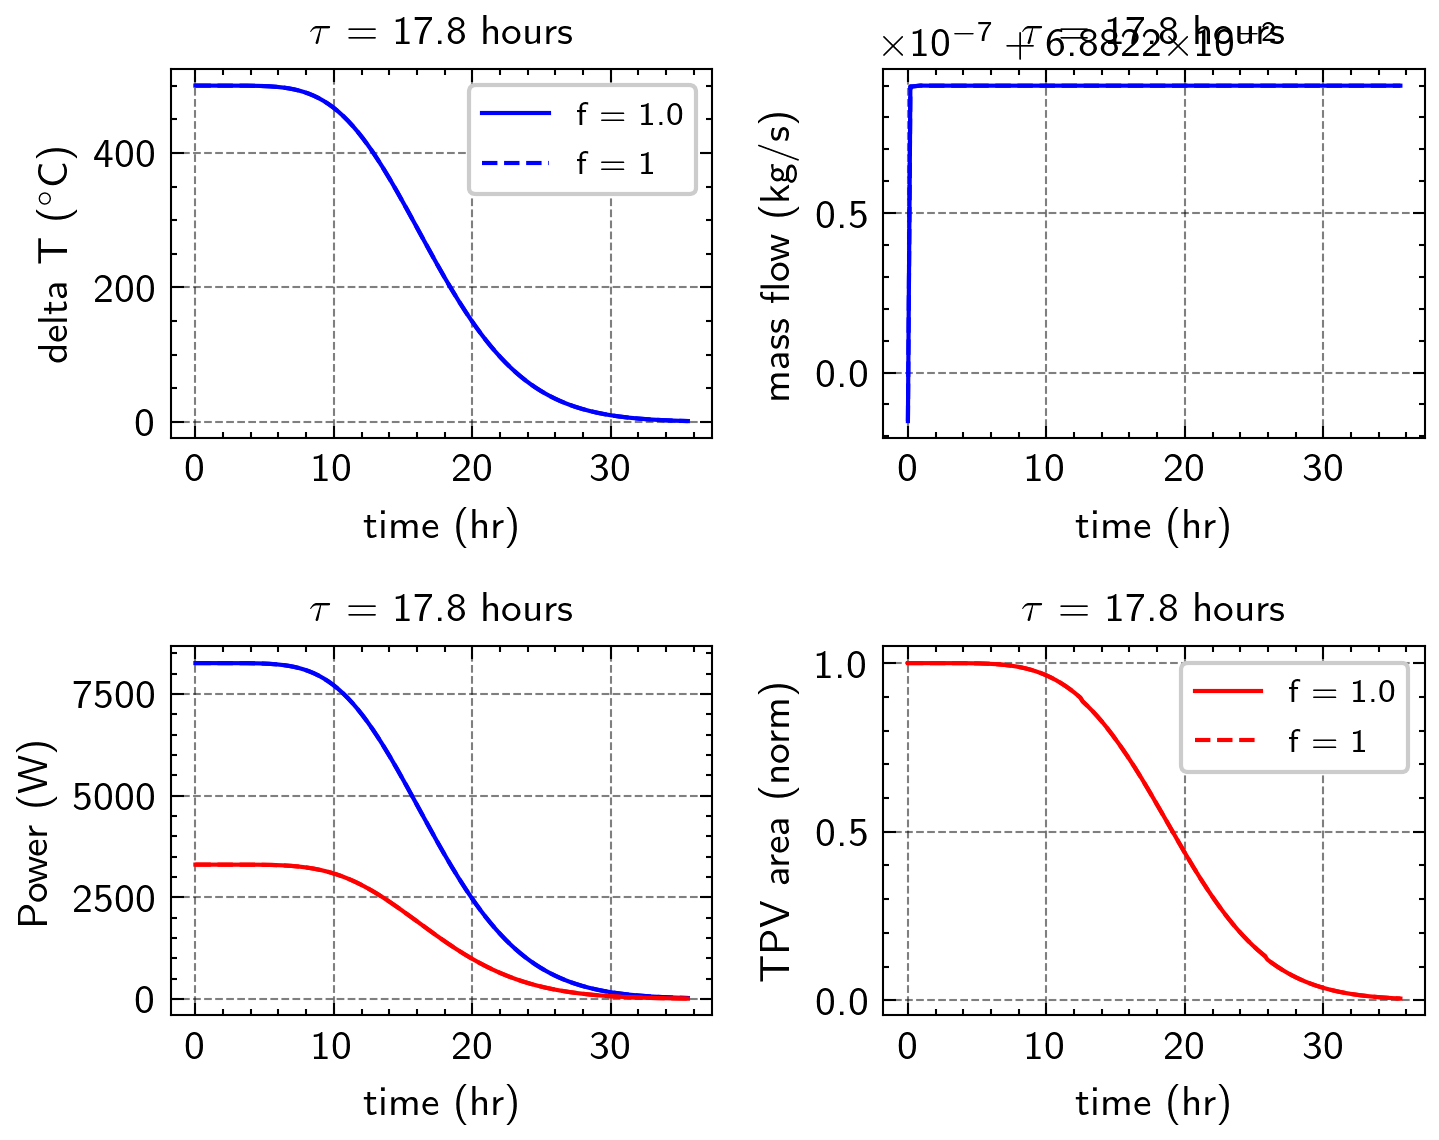 τ = 17.8 hours
f = 1.0
f = 1
400
200
0
delta T (°C)
0 10 20 30
time (hr)
τ = 17.8 hours
×10⁻⁷ + 6.8822×10⁻²
0.5
0.0
mass flow (kg/s)
0 10 20 30
time (hr)
τ = 17.8 hours
7500
5000
2500
0
Power (W)
0 10 20 30
time (hr)
τ = 17.8 hours
f = 1.0
f = 1
1.0
0.5
0.0
TPV area (norm)
0 10 20 30
time (hr)